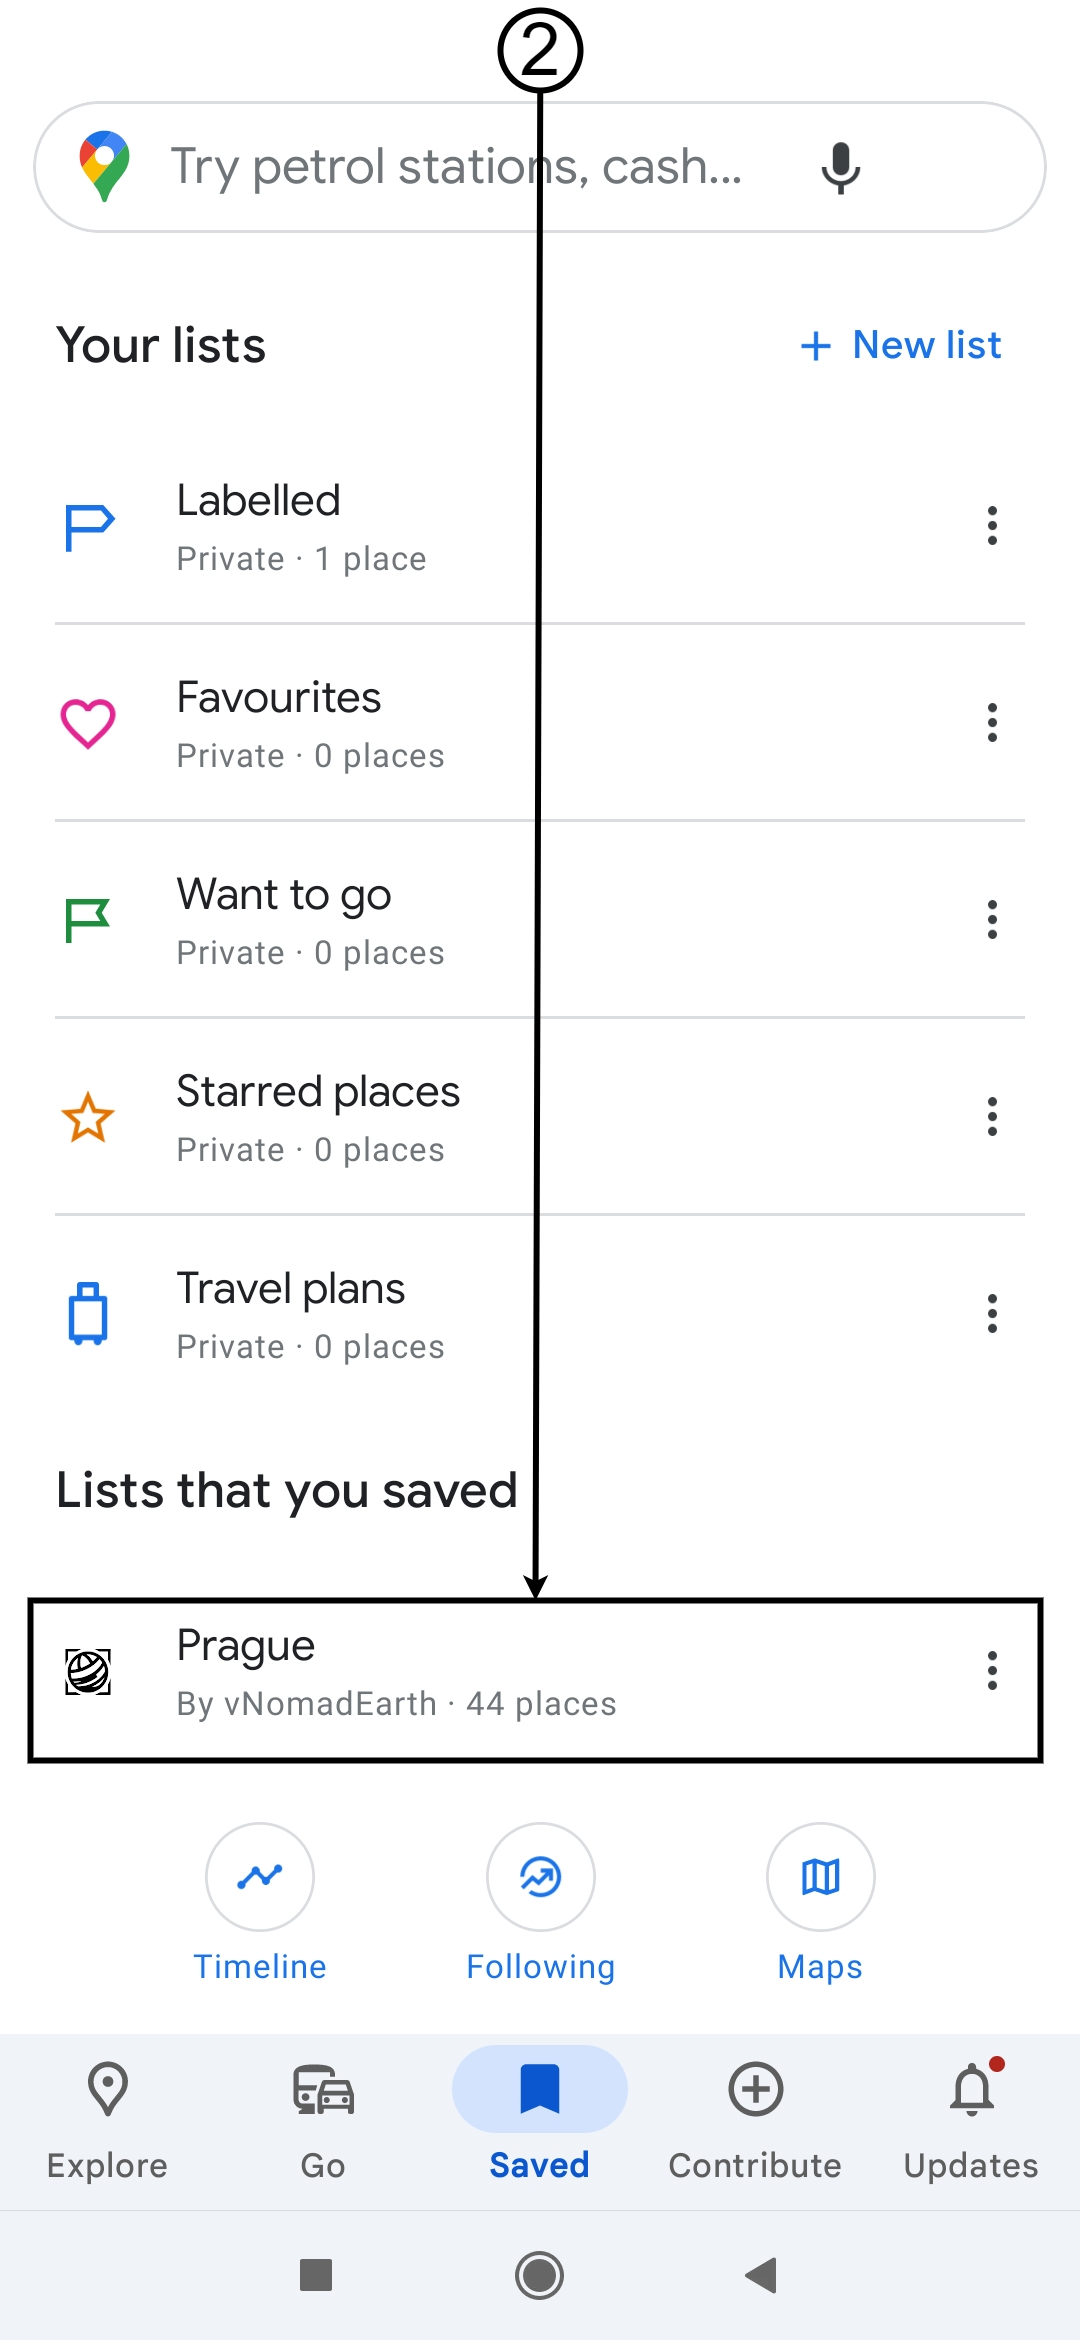 2
Try petrol stations, cash...
Your lists
+ New list
Labelled
Private · 1 place
Favourites
Private · 0 places
Want to go
Private · 0 places
Starred places
Private · 0 places
Travel plans
Private · 0 places
Lists that you saved
Prague
By vNomadEarth · 44 places
Timeline
Following
Maps
Explore
Go
Saved
Contribute
Updates